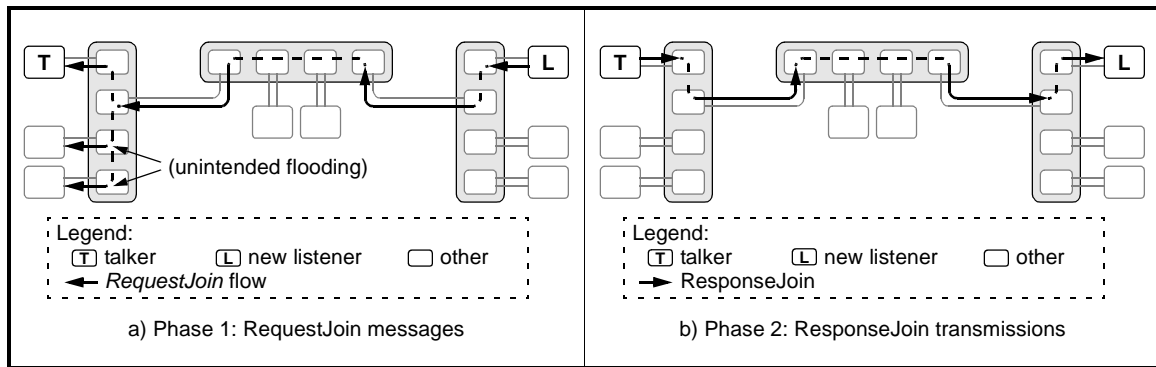 T
L
(unintended flooding)
Legend:
T talker L new listener other
RequestJoin flow
a) Phase 1: RequestJoin messages
T
L
Legend:
T talker L new listener other
ResponseJoin
b) Phase 2: ResponseJoin transmissions